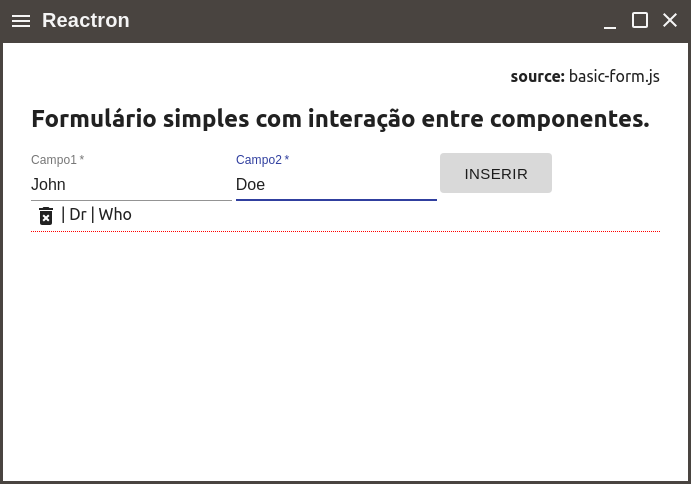 Reactron
source: basic-form.js
Formulário simples com interação entre componentes.
Campo1 * Campo2 *
John Doe INSERIR
| Dr | Who